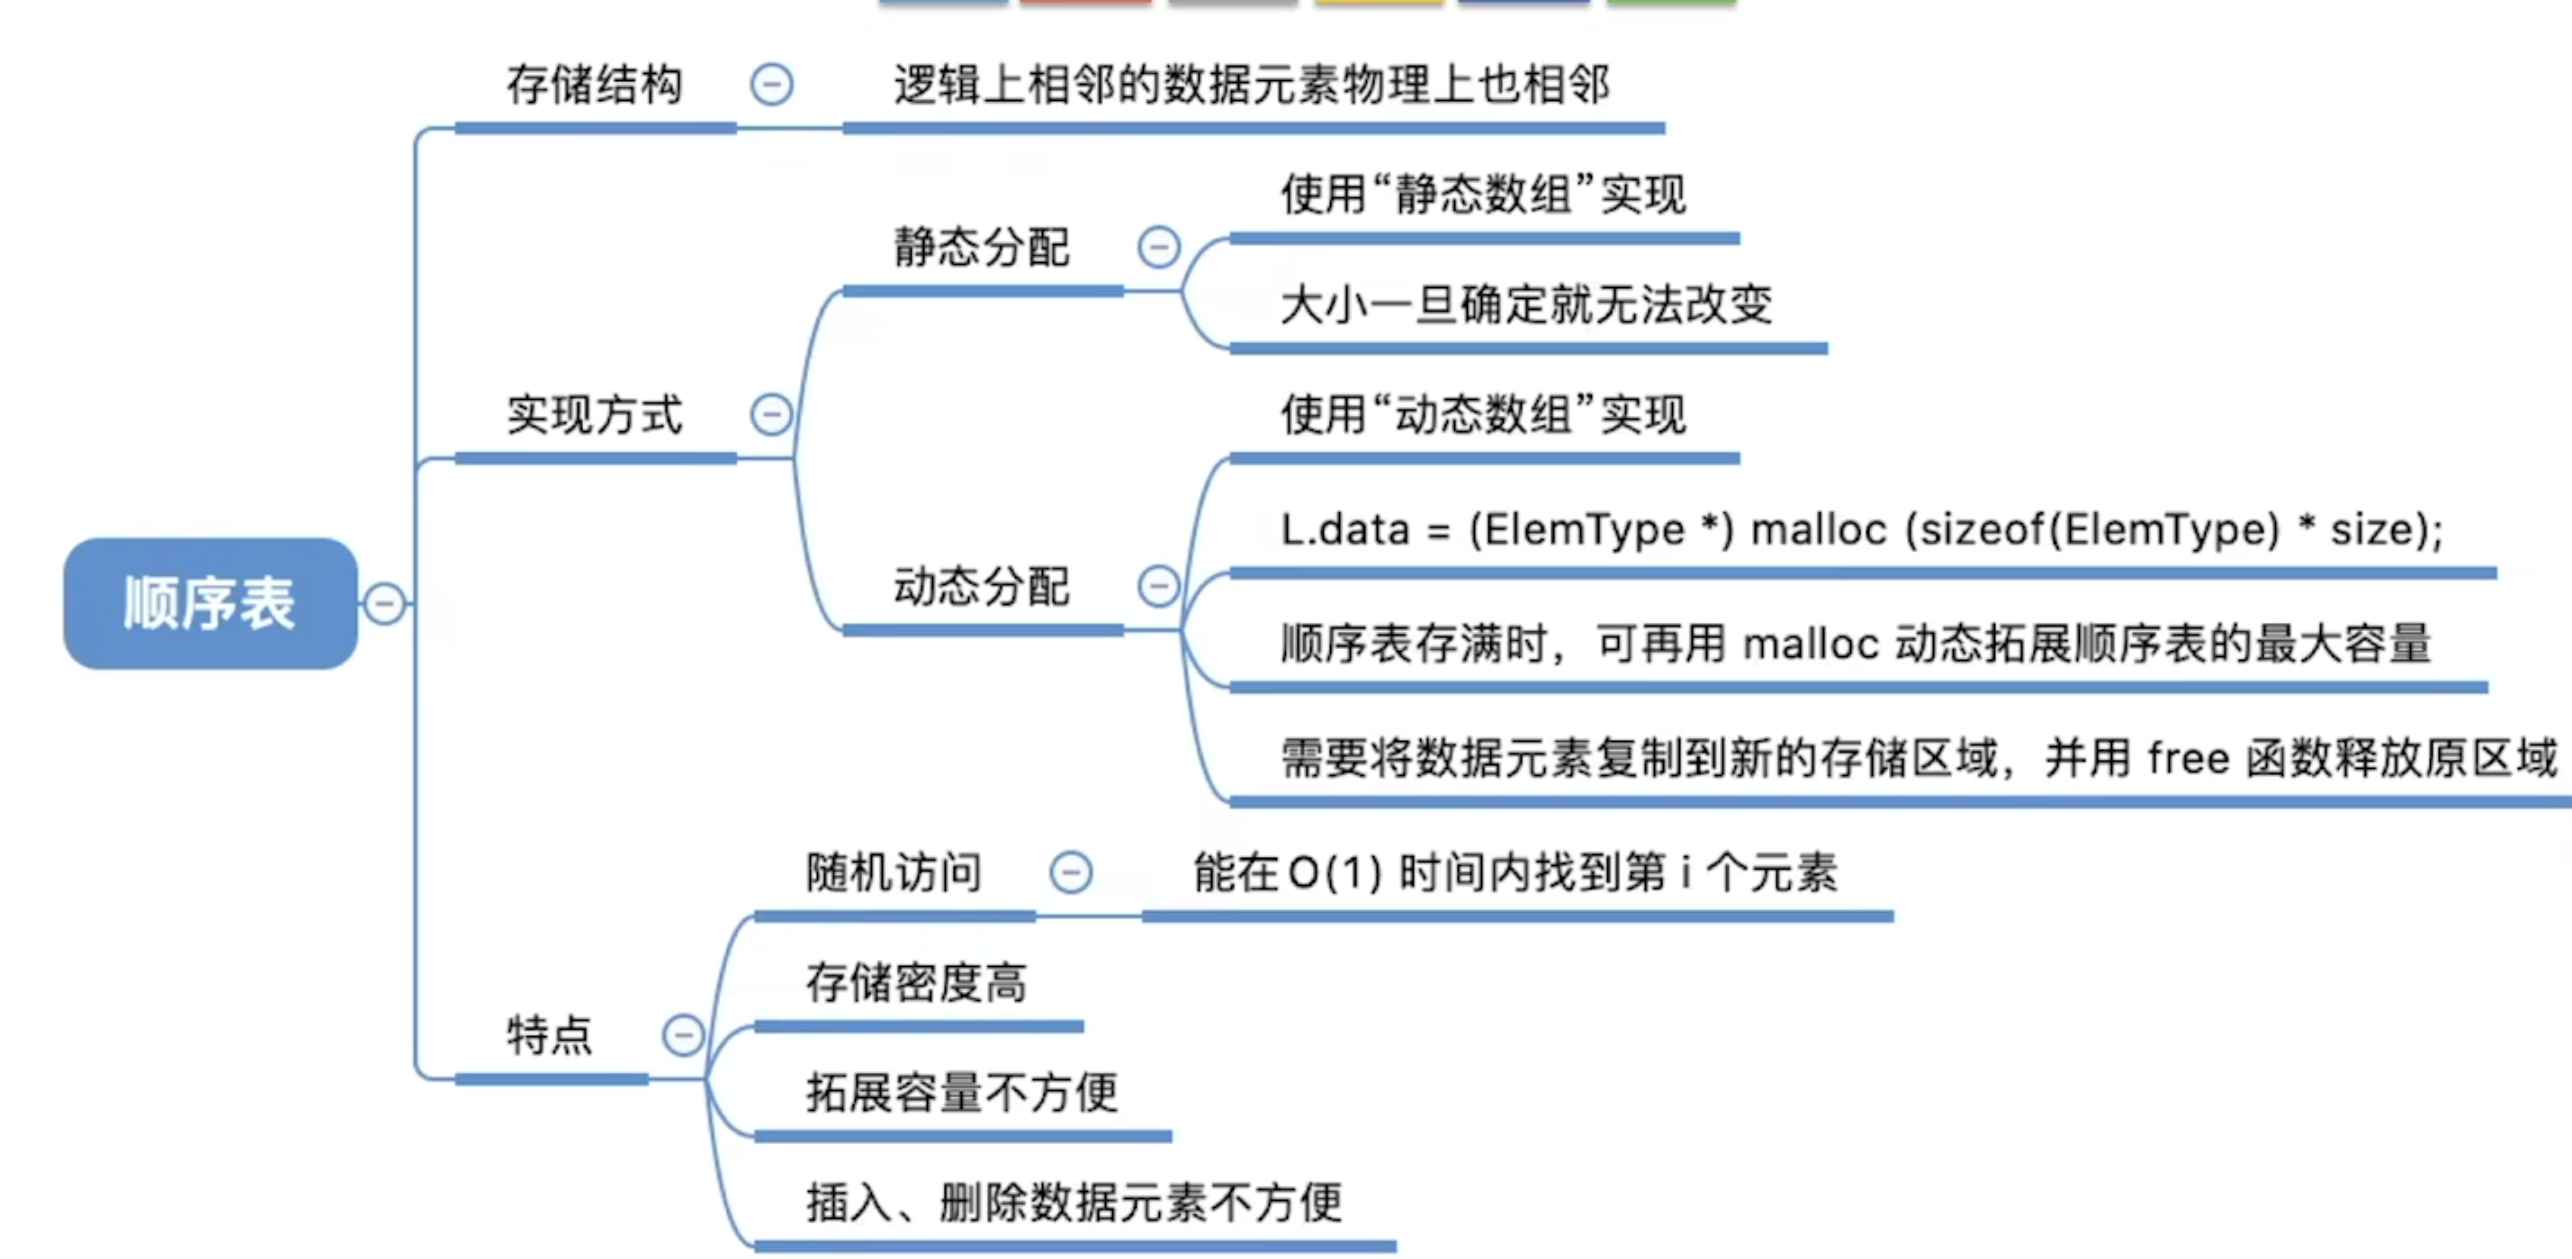 存储结构
逻辑上相邻的数据元素物理上也相邻
实现方式
静态分配
使用“静态数组”实现
大小一旦确定就无法改变
动态分配
使用“动态数组”实现
L.data = (ElemType *) malloc (sizeof(ElemType) * size);
顺序表存满时，可再用 malloc 动态拓展顺序表的最大容量
需要将数据元素复制到新的存储区域，并用 free 函数释放原区域
顺序表
特点
随机访问
能在O(1) 时间内找到第 i 个元素
存储密度高
拓展容量不方便
插入、删除数据元素不方便